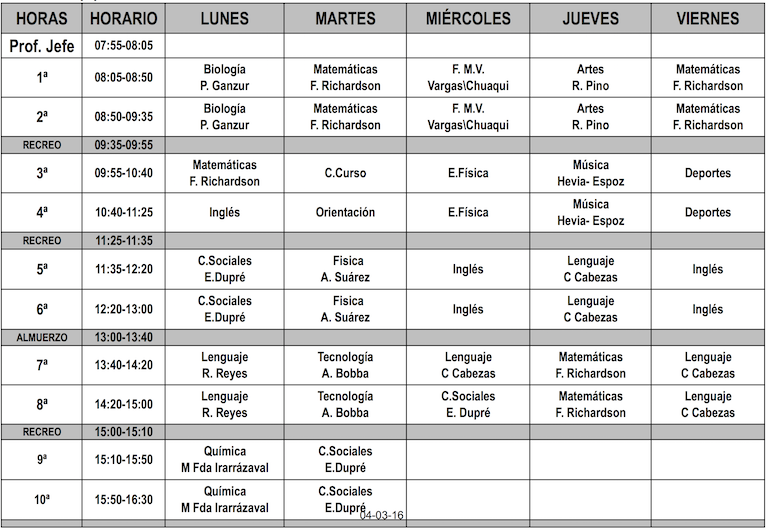 HORAS HORARIO LUNES MARTES MIÉRCOLES JUEVES VIERNES
Prof. Jefe 07:55-08:05
1ª 08:05-08:50 Biología P. Ganzur Matemáticas F. Richardson F. M.V. Vargas\Chuaqui Artes R. Pino Matemáticas F. Richardson
2ª 08:50-09:35 Biología P. Ganzur Matemáticas F. Richardson F. M.V. Vargas\Chuaqui Artes R. Pino Matemáticas F. Richardson
RECREO 09:35-09:55
3ª 09:55-10:40 Matemáticas F. Richardson C.Curso E.Física Música Hevia- Espoz Deportes
4ª 10:40-11:25 Inglés Orientación E.Física Música Hevia- Espoz Deportes
RECREO 11:25-11:35
5ª 11:35-12:20 C.Sociales E.Dupré Fisica A. Suárez Inglés Lenguaje C Cabezas Inglés
6ª 12:20-13:00 C.Sociales E.Dupré Fisica A. Suárez Inglés Lenguaje C Cabezas Inglés
ALMUERZO 13:00-13:40
7ª 13:40-14:20 Lenguaje R. Reyes Tecnología A. Bobba Lenguaje C Cabezas Matemáticas F. Richardson Lenguaje C Cabezas
8ª 14:20-15:00 Lenguaje R. Reyes Tecnología A. Bobba C.Sociales E. Dupré Matemáticas F. Richardson Lenguaje C Cabezas
RECREO 15:00-15:10
9ª 15:10-15:50 Química M Fda Irarrázaval C.Sociales E.Dupré
10ª 15:50-16:30 Química M Fda Irarrázaval C.Sociales E.Dupré
04-03-16